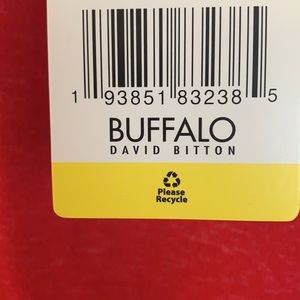 1 93851 83238 5
BUFFALO
DAVID BITTON
Please
Recycle